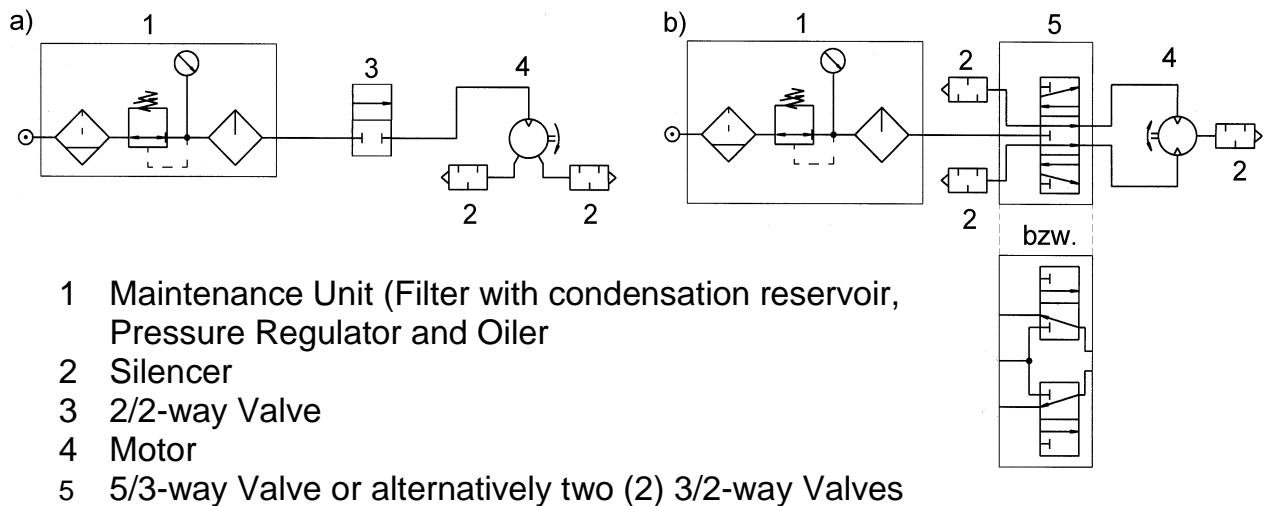 a)
1
3
4
2
2
b)
1
2
5
4
2
2
bzw.
1 Maintenance Unit (Filter with condensation reservoir,
Pressure Regulator and Oiler
2 Silencer
3 2/2-way Valve
4 Motor
5 5/3-way Valve or alternatively two (2) 3/2-way Valves